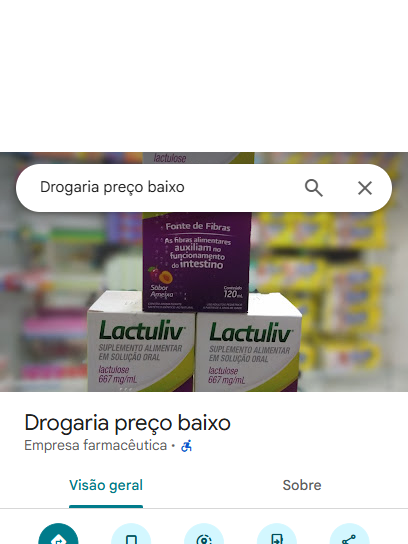 lactulose
Drogaria preço baixo
Fonte de Fibras
As fibras alimentares
auxiliam no
funcionamento
do intestino
Sabor
Ameixa
Conteúdo
120mL
Lactuliv
SUPLEMENTO ALIMENTAR
EM SOLUÇÃO ORAL
lactulose
667 mg/mL
Lactuliv
SUPLEMENTO ALIMENTAR
EM SOLUÇÃO ORAL
lactulose
667 mg/mL
Drogaria preço baixo
Empresa farmacêutica ·
Visão geral
Sobre